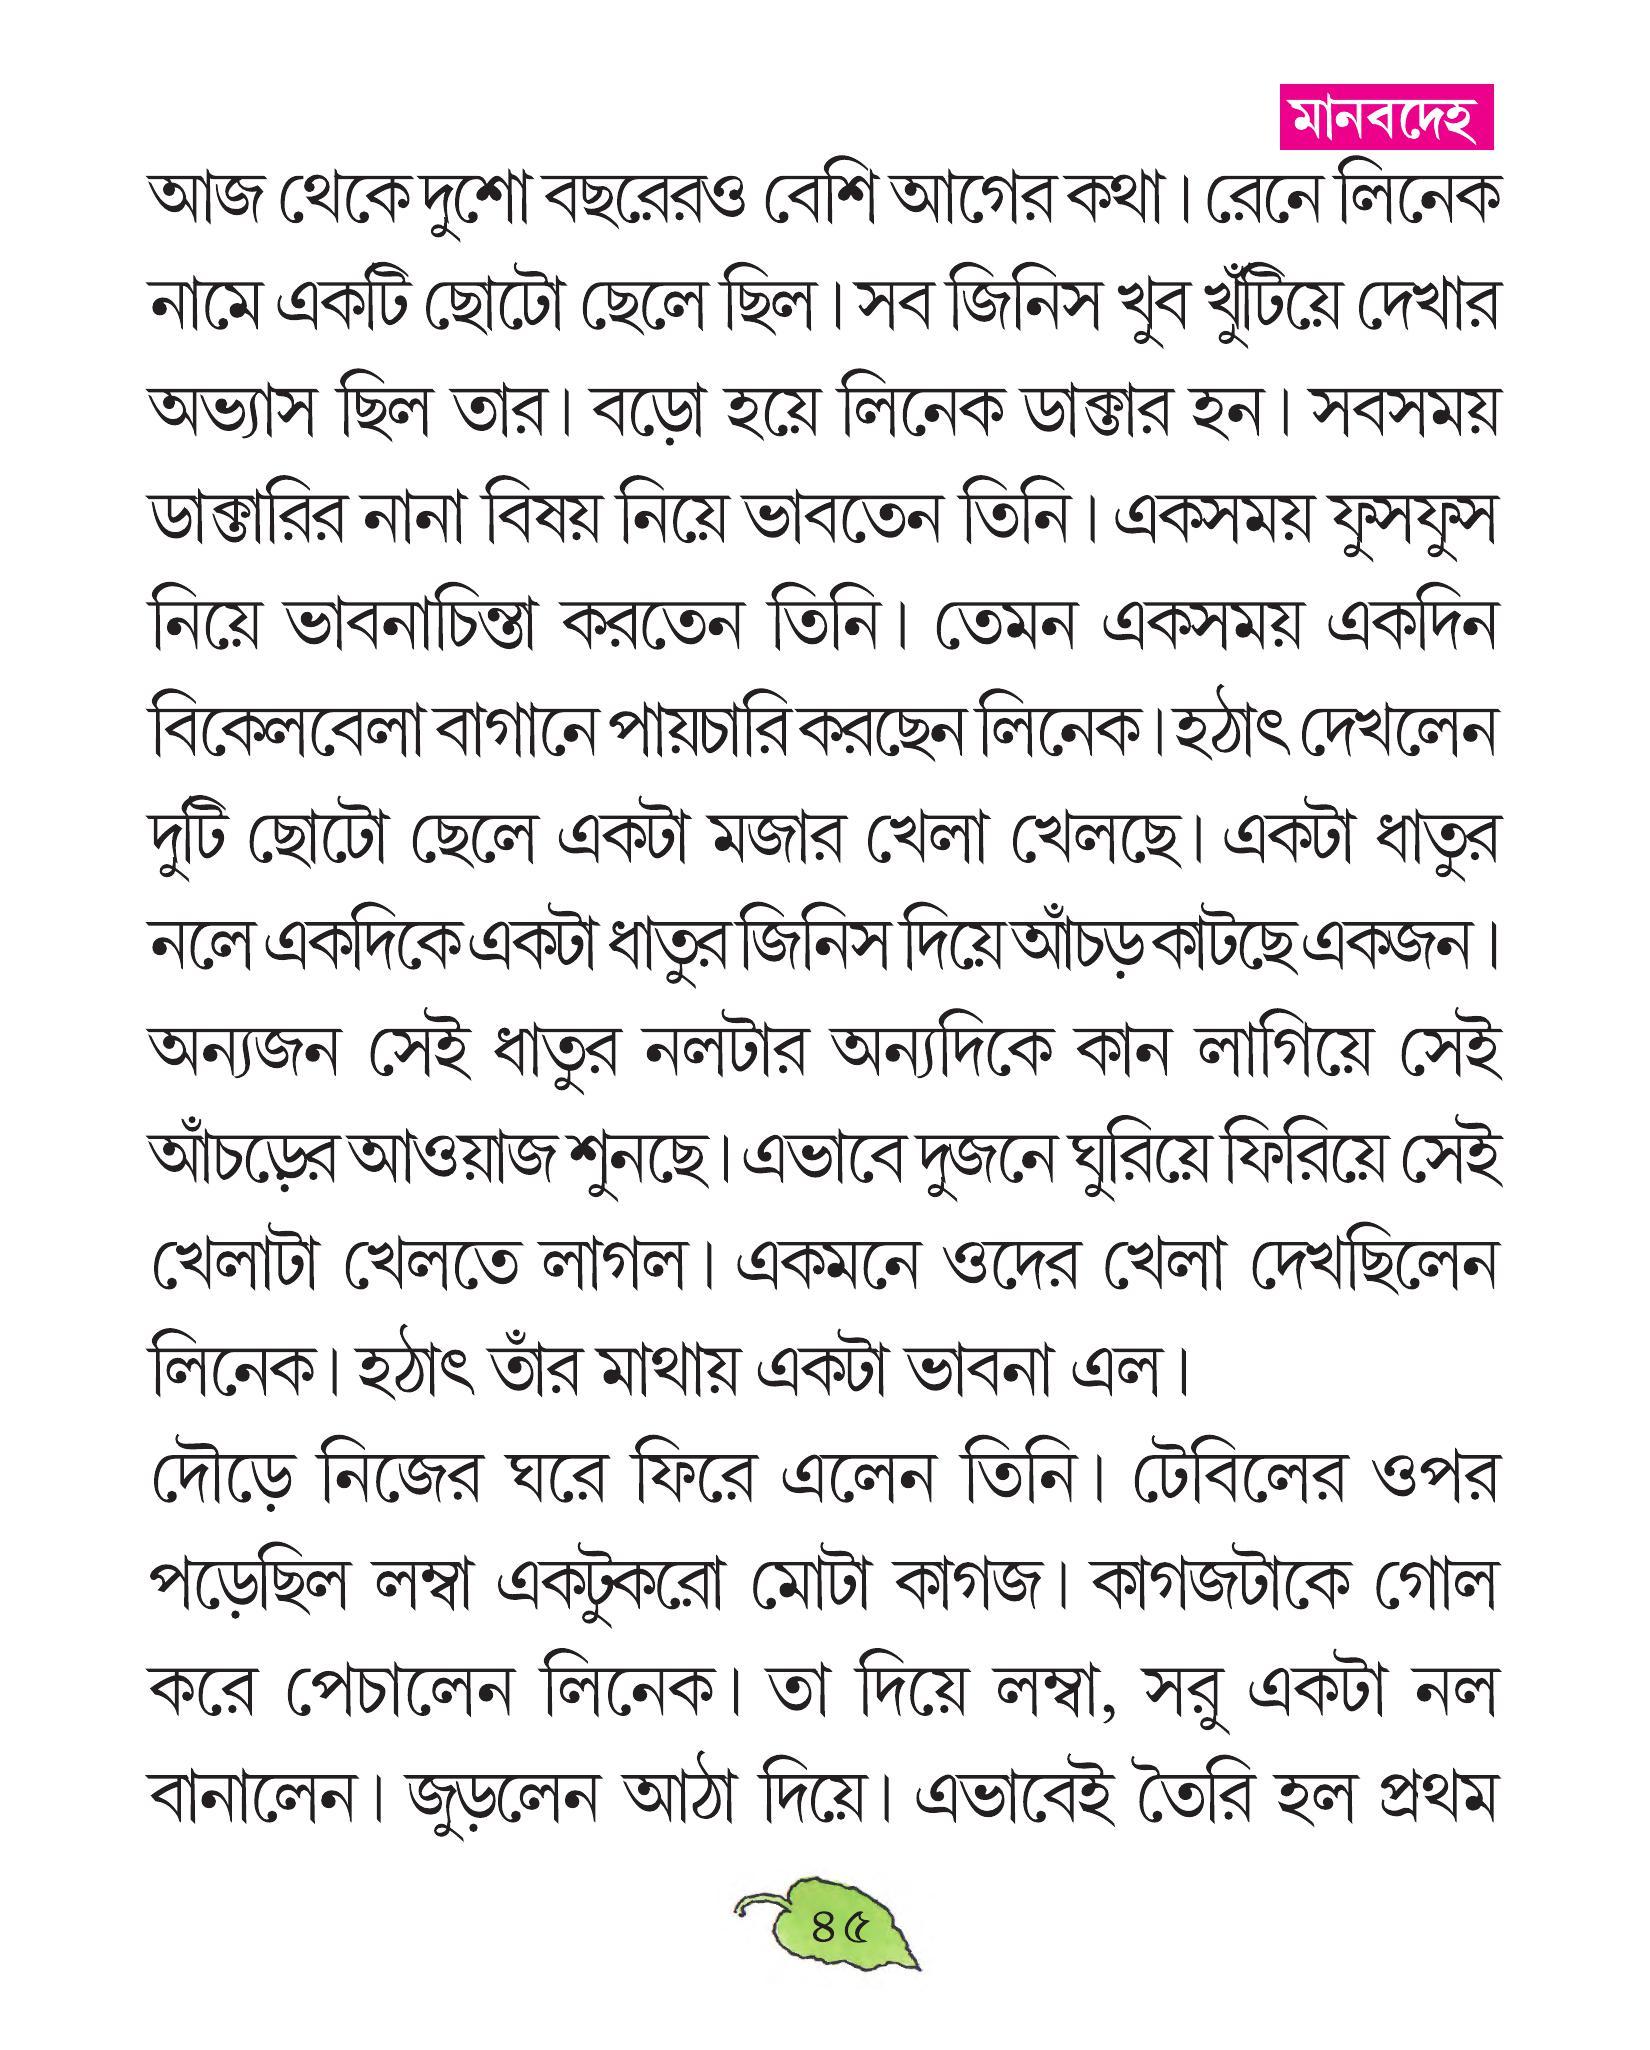 মানবদেহ
আজ থেকে দুশো বছরেরও বেশি আগের কথা। রেনে লিনেক
নামে একটি ছোটো ছেলে ছিল। সব জিনিস খুব খুঁটিয়ে দেখার
অভ্যাস ছিল তার। বড়ো হয়ে লিনেক ডাক্তার হন। সবসময়
ডাক্তারির নানা বিষয় নিয়ে ভাবতেন তিনি। একসময় ফুসফুস
নিয়ে ভাবনাচিন্তা করতেন তিনি। তেমন একসময় একদিন
বিকেলবেলা বাগানে পায়চারি করছেন লিনেক। হঠাৎ দেখলেন
দুটি ছোটো ছেলে একটা মজার খেলা খেলছে। একটা ধাতুর
নলে একদিকে একটা ধাতুর জিনিস দিয়ে আঁচড় কাটছে একজন।
অন্যজন সেই ধাতুর নলটার অন্যদিকে কান লাগিয়ে সেই
আঁচড়ের আওয়াজ শুনছে। এভাবে দুজনে ঘুরিয়ে ফিরিয়ে সেই
খেলাটা খেলতে লাগল। একমনে ওদের খেলা দেখছিলেন
লিনেক। হঠাৎ তাঁর মাথায় একটা ভাবনা এল।
দৌড়ে নিজের ঘরে ফিরে এলেন তিনি। টেবিলের ওপর
পড়েছিল লম্বা একটুকরো মোটা কাগজ। কাগজটাকে গোল
করে পেচালেন লিনেক। তা দিয়ে লম্বা, সরু একটা নল
বানালেন। জুড়লেন আঠা দিয়ে। এভাবেই তৈরি হল প্রথম
৪৫